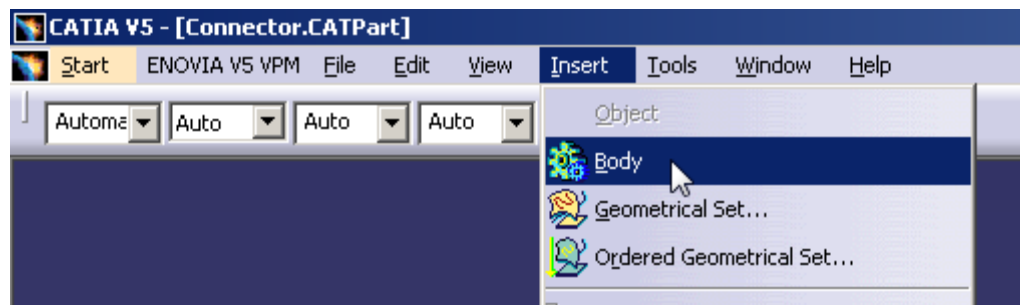 CATIA V5 - [Connector.CATPart]
Start ENOVIA V5 VPM File Edit View Insert Tools Window Help
Automa Auto Auto Auto
Object
Body
Geometrical Set...
Ordered Geometrical Set...